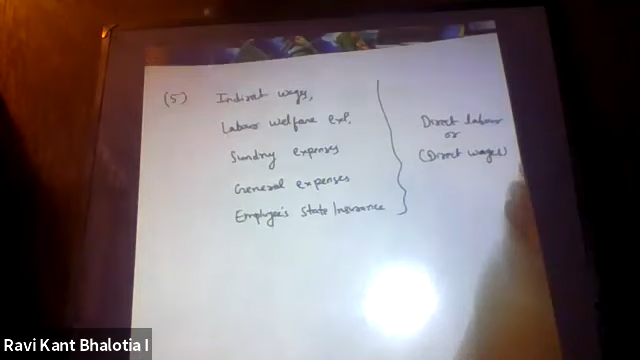 (5) Indirect wages,
Labour welfare exp.
Sundry expenses
General expenses
Employee's State Insurance
Direct labour
or
(Direct wages)
Ravi Kant Bhalotia I